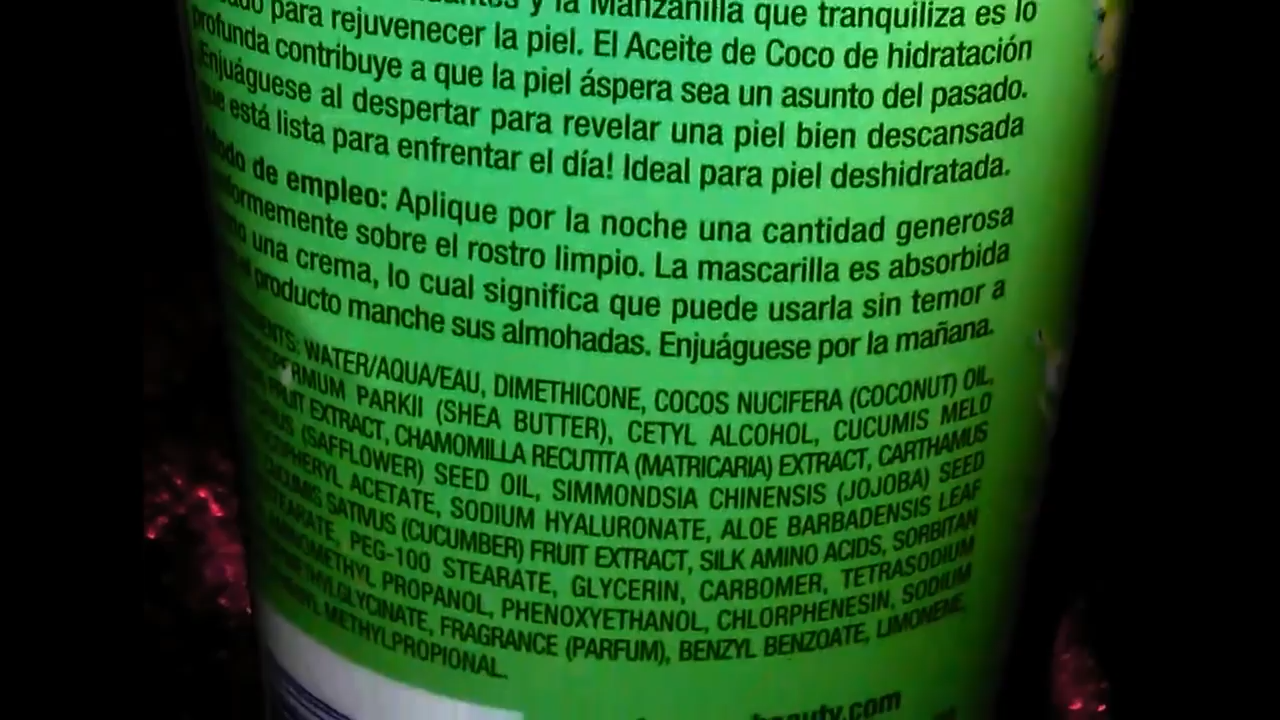 y la Manzanilla que tranquiliza es lo
para rejuvenecer la piel. El Aceite de Coco de hidratación
profunda contribuye a que la piel áspera sea un asunto del pasado.
¡Enjuáguese al despertar para revelar una piel bien descansada
que está lista para enfrentar el día! Ideal para piel deshidratada.
de empleo: Aplique por la noche una cantidad generosa
sobre el rostro limpio. La mascarilla es absorbida
una crema, lo cual significa que puede usarla sin temor a
producto manche sus almohadas. Enjuáguese por la mañana.
WATER/AQUA/EAU, DIMETHICONE, COCOS NUCIFERA (COCONUT) OIL,
PARKII (SHEA BUTTER), CETYL ALCOHOL, CUCUMIS MELO
FRUIT EXTRACT, CHAMOMILLA RECUTITA (MATRICARIA) EXTRACT, CARTHAMUS
(SAFFLOWER) SEED OIL, SIMMONDSIA CHINENSIS (JOJOBA) SEED
ACETATE, SODIUM HYALURONATE, ALOE BARBADENSIS LEAF
CUCUMIS SATIVUS (CUCUMBER) FRUIT EXTRACT, SILK AMINO ACIDS, SORBITAN
STEARATE, PEG-100 STEARATE, GLYCERIN, CARBOMER, TETRASODIUM
PROPANOL, PHENOXYETHANOL, CHLORPHENESIN, SODIUM
FRAGRANCE (PARFUM), BENZYL BENZOATE, LIMONENE,
METHYLPROPIONAL.